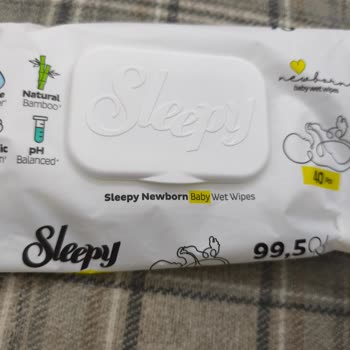 Sleepy
Natural
Bamboo*
pH
Balanced*
newborn
baby wet wipes
40
Sleepy Newborn Baby Wet Wipes
Sleepy
99,5